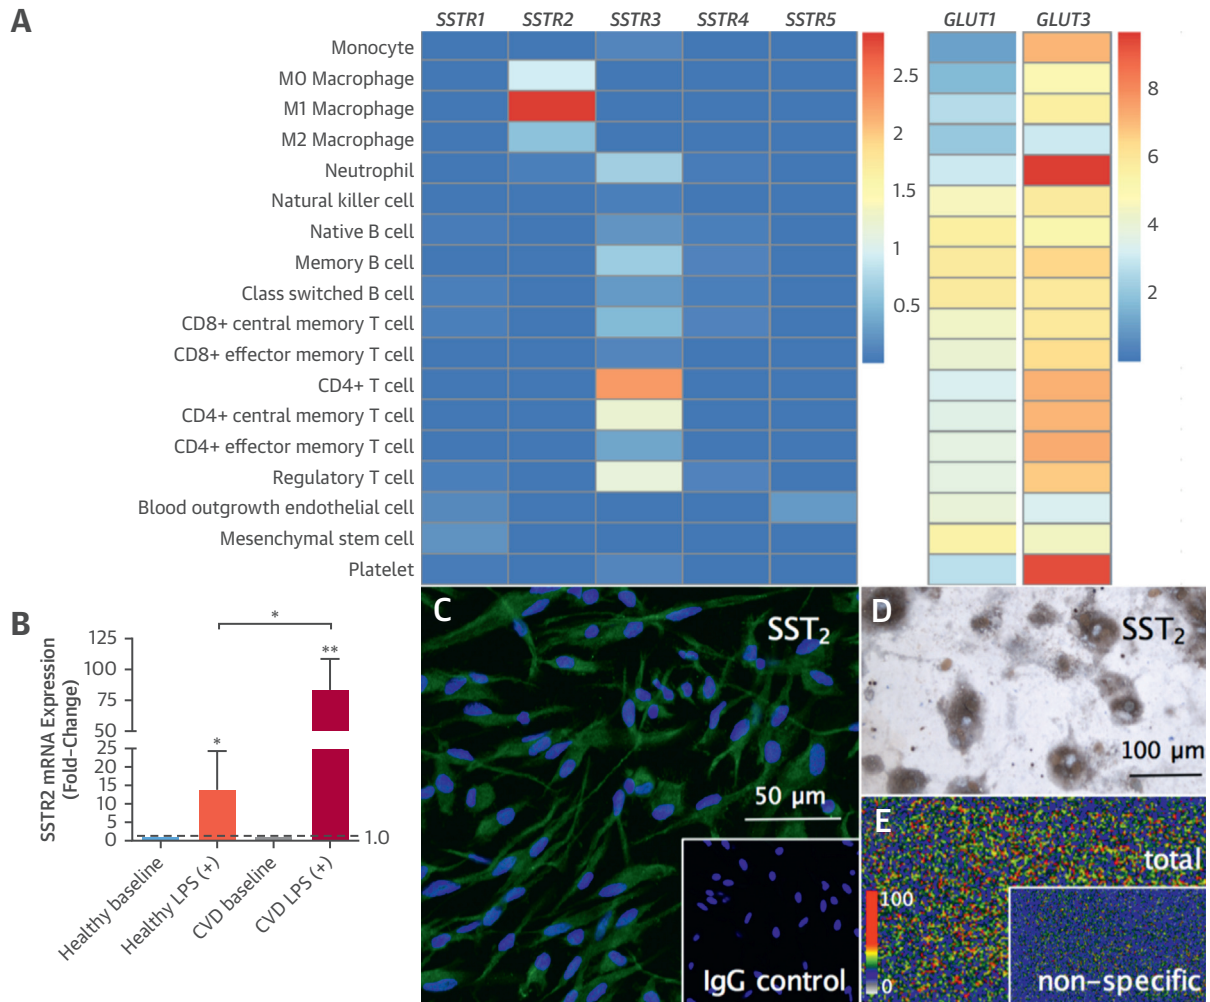 A
SSTR1 SSTR2 SSTR3 SSTR4 SSTR5 GLUT1 GLUT3
Monocyte
M0 Macrophage
M1 Macrophage
M2 Macrophage
Neutrophil
Natural killer cell
Native B cell
Memory B cell
Class switched B cell
CD8+ central memory T cell
CD8+ effector memory T cell
CD4+ T cell
CD4+ central memory T cell
CD4+ effector memory T cell
Regulatory T cell
Blood outgrowth endothelial cell
Mesenchymal stem cell
Platelet
2.5
2
1.5
1
0.5
8
6
4
2
B
SSTR2 mRNA Expression
(Fold-Change)
125
100
75
50
25
20
15
10
5
0
*
*
**
1.0
Healthy baseline
Healthy LPS (+)
CVD baseline
CVD LPS (+)
C
SST2
50 µm
IgG control
D
SST2
100 µm
E
total
100
0
non-specific